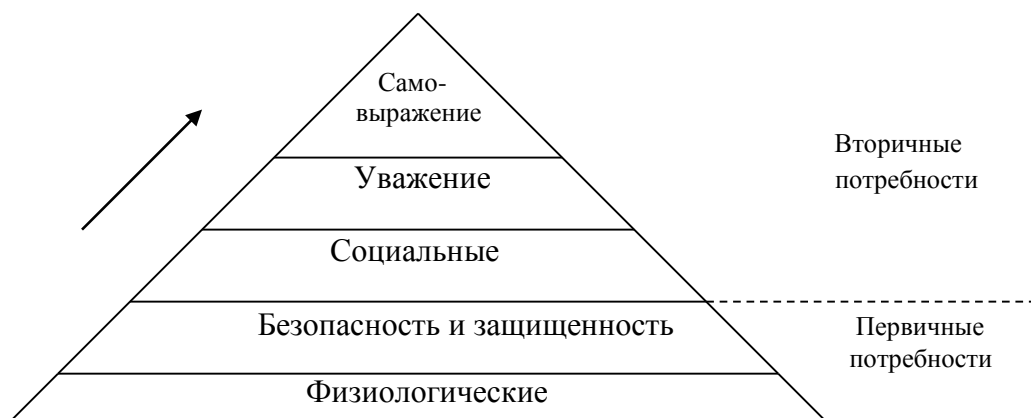 Само-
выражение
Уважение
Социальные
Безопасность и защищенность
Физиологические
Вторичные
потребности
Первичные
потребности